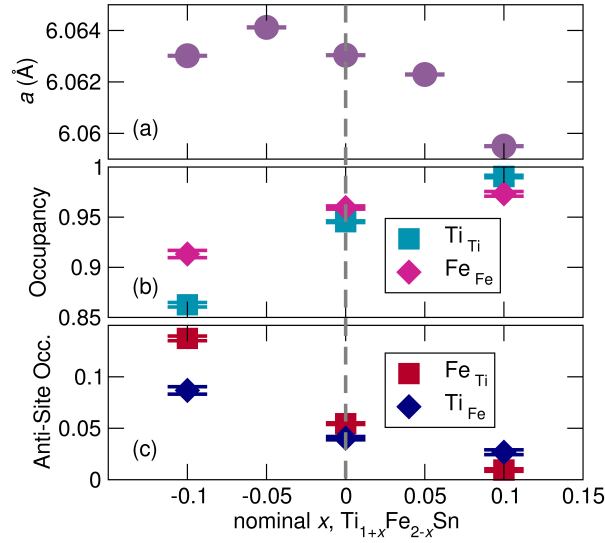 6.064
6.062
6.06
a (Å)
(a)
1
0.95
0.9
0.85
Occupancy
Ti Ti
Fe Fe
(b)
0.1
0.05
0
Anti-Site Occ.
Fe Ti
Ti Fe
(c)
-0.1 -0.05 0 0.05 0.1 0.15
nominal x, Ti1+xFe2-xSn